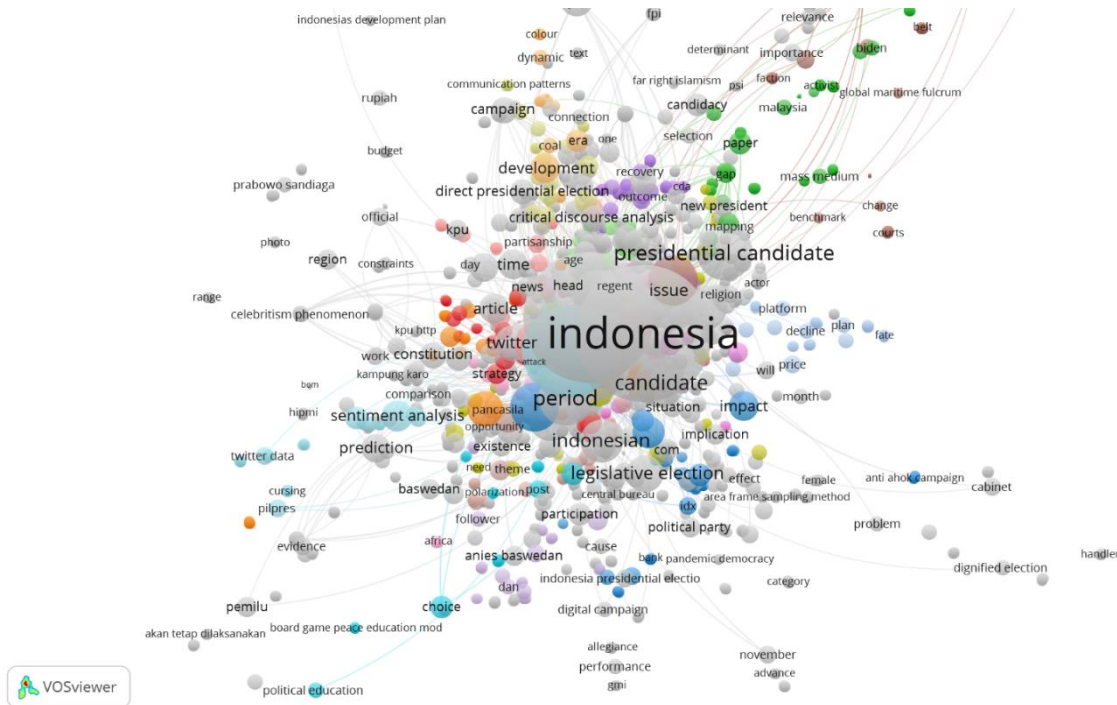 indonesias development plan
fpi
relevance
belt
colour
text
determinant
importance
biden
dynamic
communication patterns
far right islamism
psi
faction
activist
global maritime fulcrum
rupiah
campaign
connection
candidacy
malaysia
coal
era
one
selection
paper
budget
development
recovery
gap
mass medium
prabowo sandiaga
direct presidential election
outcome
cda
new president
change
official
critical discourse analysis
mapping
benchmark
courts
photo
kpu
partisanship
region
constraints
day
time
age
presidential candidate
actor
range
news
head
regent
issue
religion
celebritism phenomenon
article
platform
kpu http
twitter
indonesia
decline
plan
fate
work
constitution
attack
kampung karo
strategy
will
price
bpm
comparison
candidate
month
hipmi
sentiment analysis
pancasila
period
situation
impact
opportunity
prediction
existence
indonesian
com
implication
twitter data
need
theme
legislative election
effect
female
anti ahok campaign
cabinet
cursing
baswedan
polarization
post
central bureau
area frame sampling method
pilpres
follower
participation
idx
political party
problem
evidence
africa
anies baswedan
cause
bank
pandemic democracy
handler
dan
indonesia presidential electio
category
dignified election
pemilu
choice
digital campaign
akan tetap dilaksanakan
board game peace education mod
allegiance
november
performance
advance
political education
gmi
VOSviewer